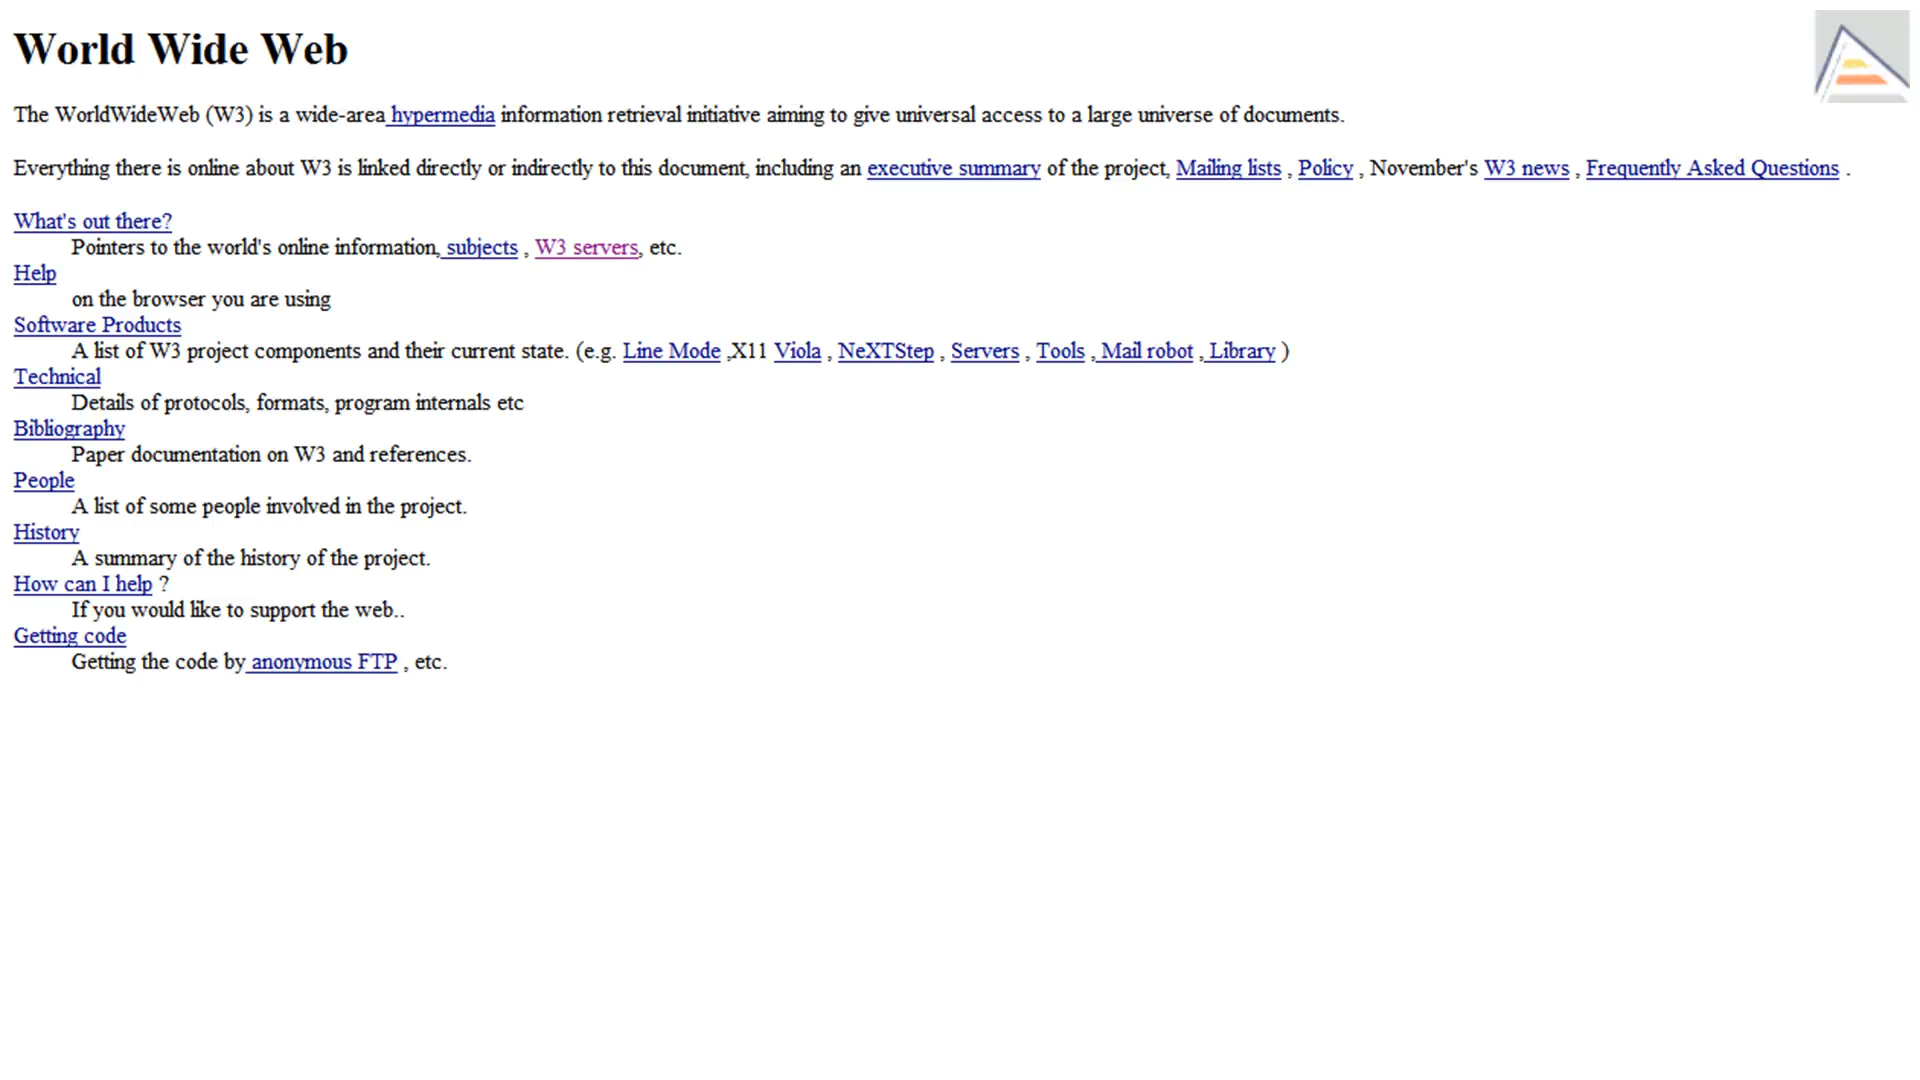 World Wide Web
The WorldWideWeb (W3) is a wide-area hypermedia information retrieval initiative aiming to give universal access to a large universe of documents.
Everything there is online about W3 is linked directly or indirectly to this document, including an executive summary of the project, Mailing lists , Policy , November's W3 news , Frequently Asked Questions .
What's out there?
Pointers to the world's online information, subjects , W3 servers, etc.
Help
on the browser you are using
Software Products
A list of W3 project components and their current state. (e.g. Line Mode ,X11 Viola , NeXTStep , Servers , Tools , Mail robot , Library )
Technical
Details of protocols, formats, program internals etc
Bibliography
Paper documentation on W3 and references.
People
A list of some people involved in the project.
History
A summary of the history of the project.
How can I help ?
If you would like to support the web..
Getting code
Getting the code by anonymous FTP , etc.